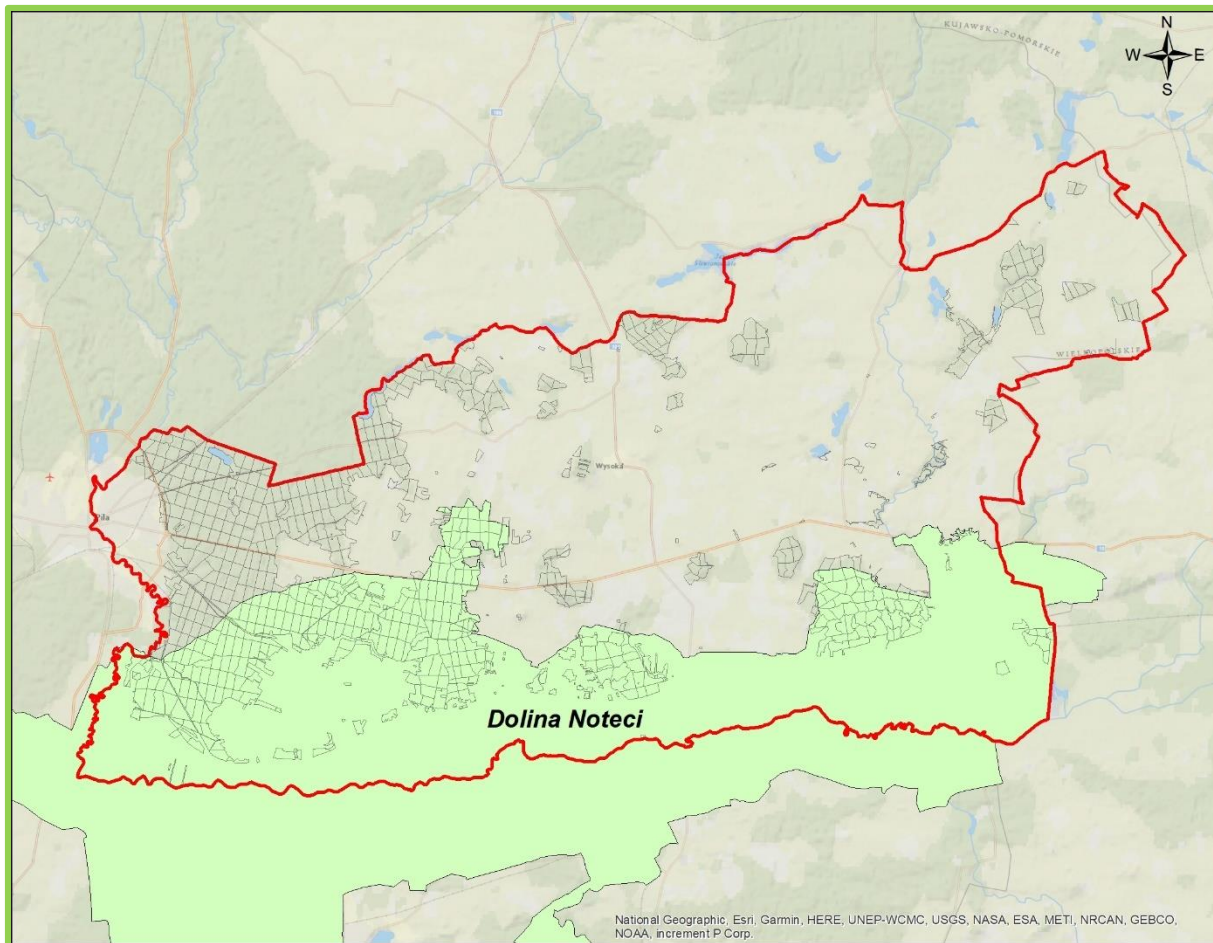 KUJAWSKO-POMORSKIE
N
W E
S
WIELKOPOLSKIE
Wysoka
Piła
Dolina Noteci
National Geographic, Esri, Garmin, HERE, UNEP-WCMC, USGS, NASA, ESA, METI, NRCAN, GEBCO,
NOAA, increment P Corp.